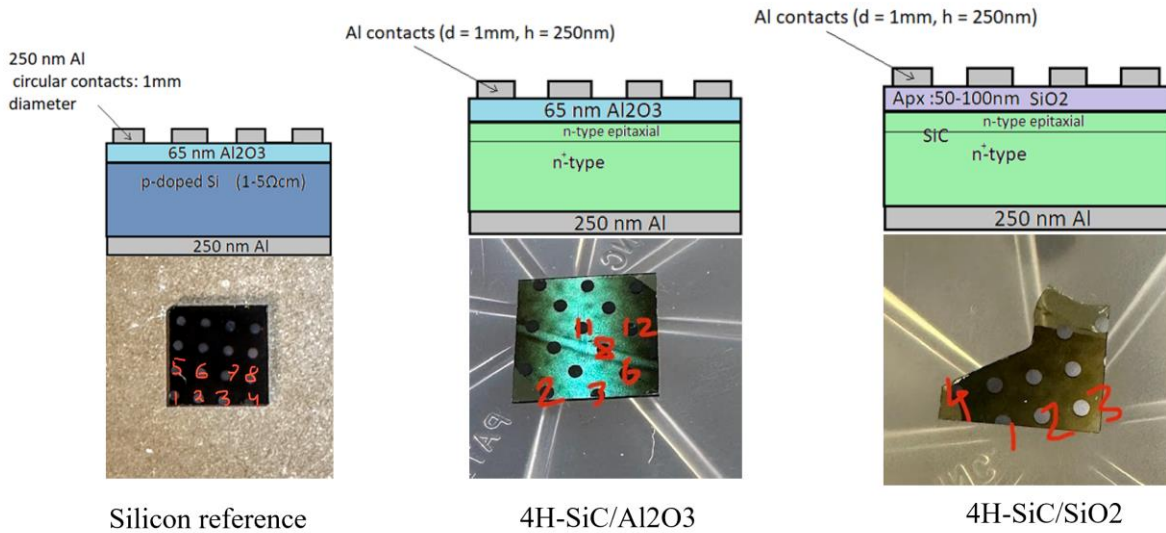 250 nm Al
circular contacts: 1mm
diameter
65 nm Al2O3
p-doped Si (1-5Ωcm)
250 nm Al
5 6 7 8
1 2 3 4
Silicon reference
Al contacts (d = 1mm, h = 250nm)
65 nm Al2O3
n-type epitaxial
n+-type
250 nm Al
11 12
8
6
2 3
4H-SiC/Al2O3
Al contacts (d = 1mm, h = 250nm)
Apx :50-100nm SiO2
n-type epitaxial
SIC
n+-type
250 nm Al
4 1 2 3
4H-SiC/SiO2